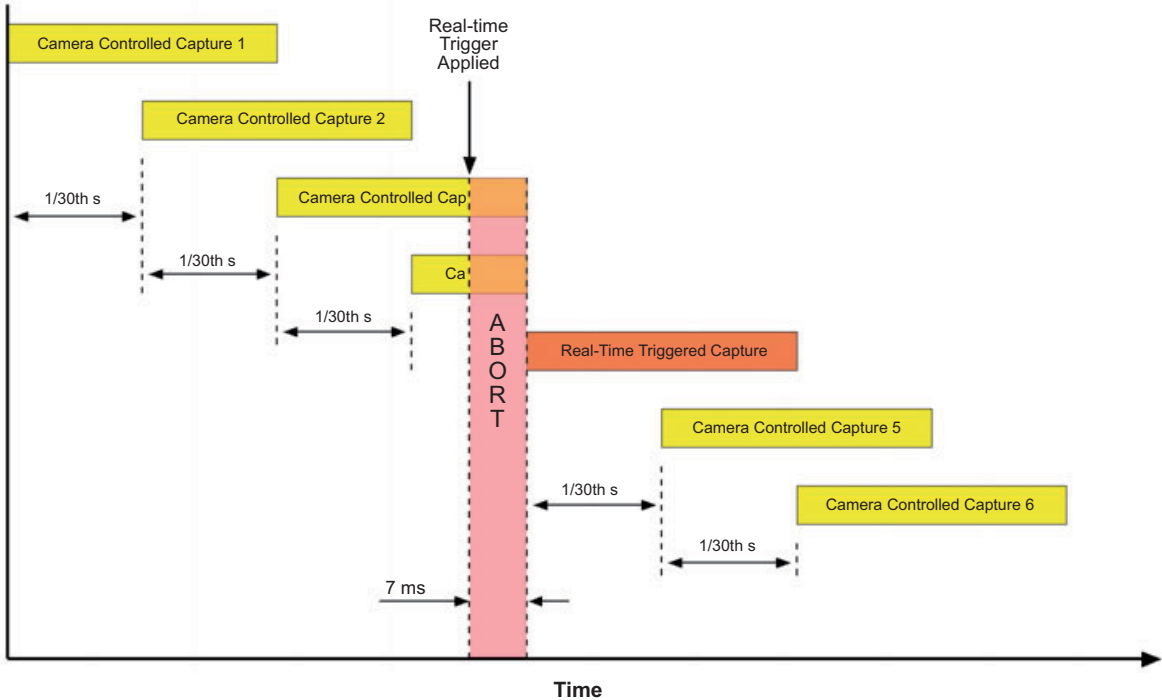 Real-time
Trigger
Applied
Camera Controlled Capture 1
Camera Controlled Capture 2
1/30th s
Camera Controlled Cap
1/30th s
Ca
1/30th s
A
B
O
R
T
Real-Time Triggered Capture
Camera Controlled Capture 5
1/30th s
Camera Controlled Capture 6
1/30th s
7 ms
Time